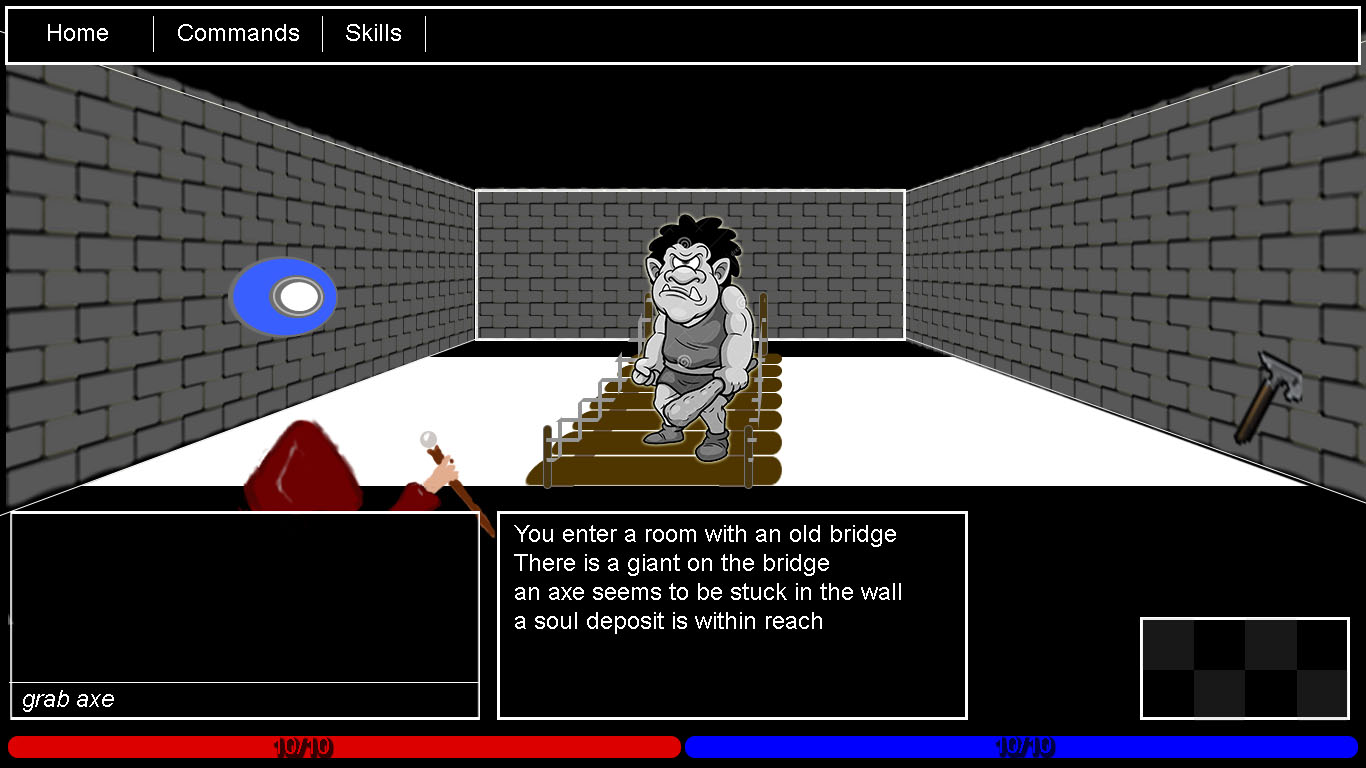 Home Commands Skills
You enter a room with an old bridge
There is a giant on the bridge
an axe seems to be stuck in the wall
a soul deposit is within reach
grab axe
10/10 10/10